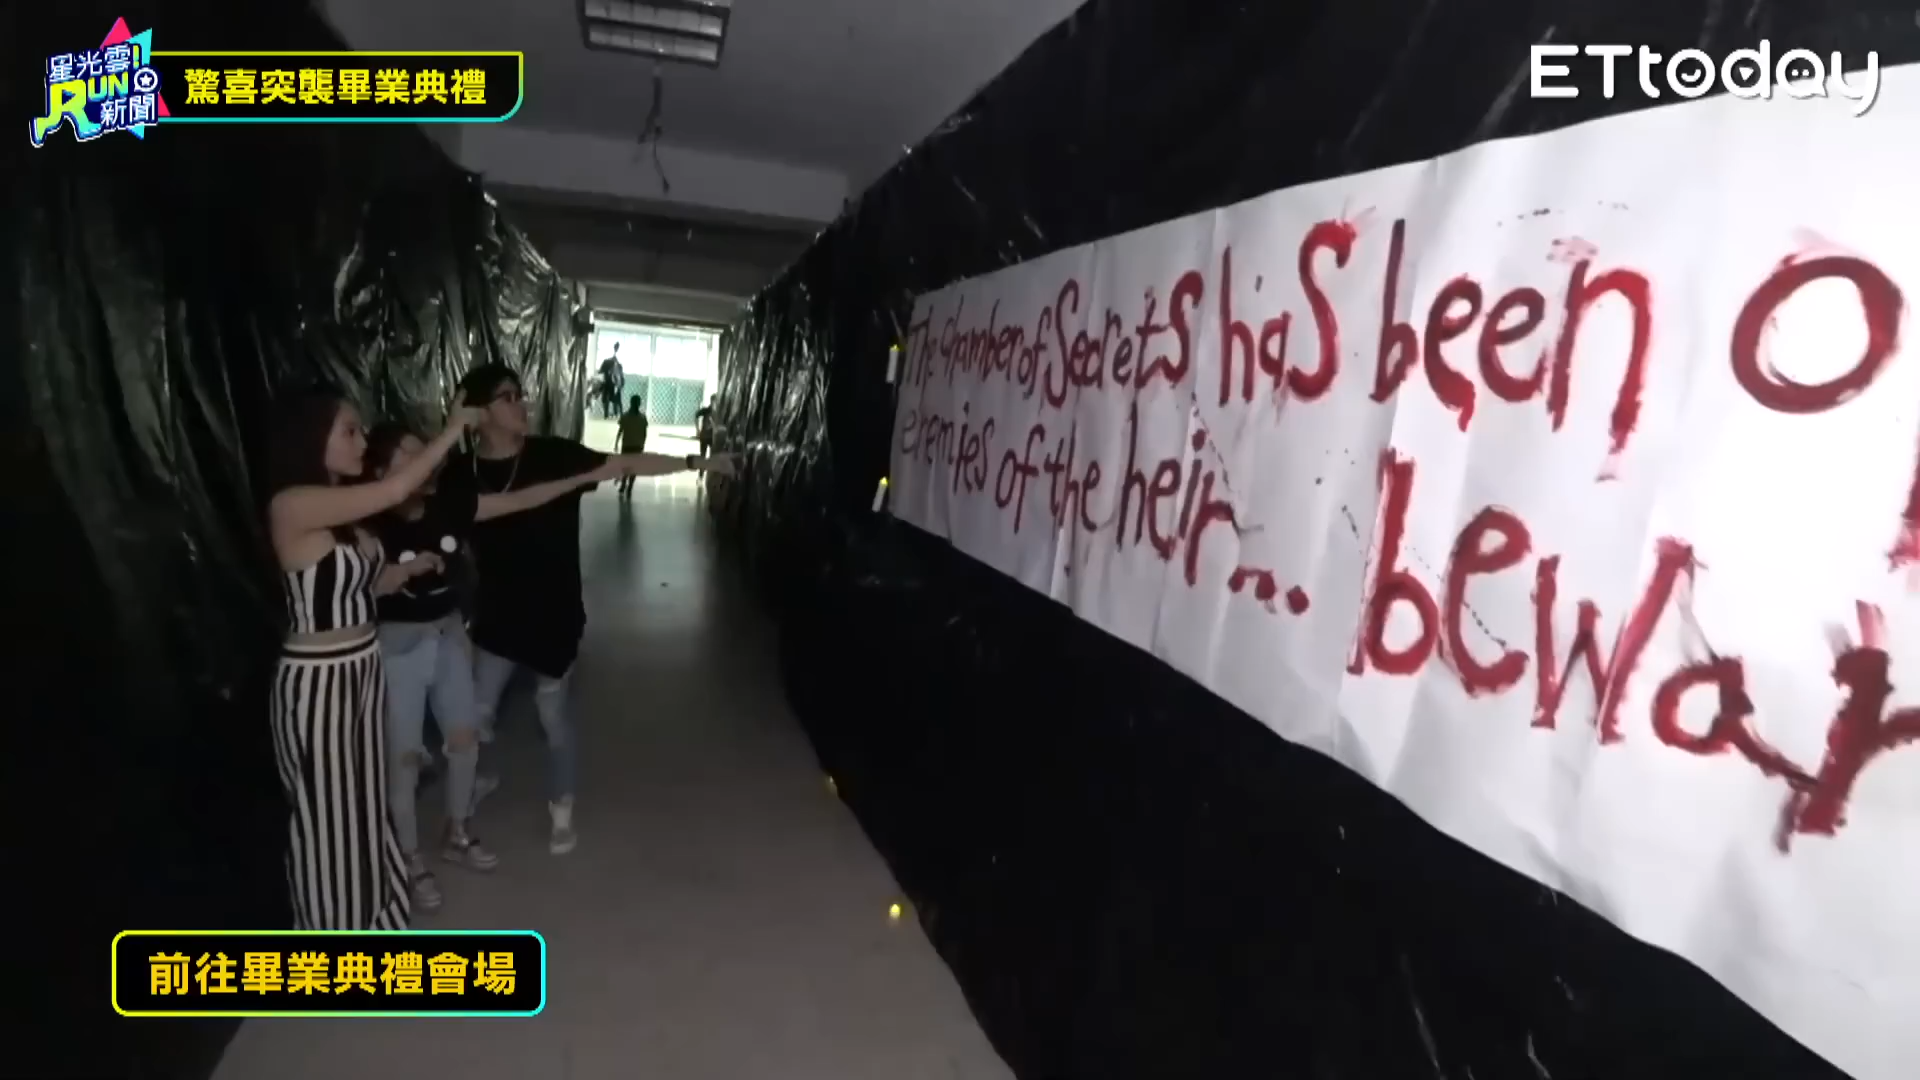 星光雲!
RUN
新聞
驚喜突襲畢業典禮
ETtoday
The Chamber of Secrets has been o
enemies of the heir... bewar
前往畢業典禮會場